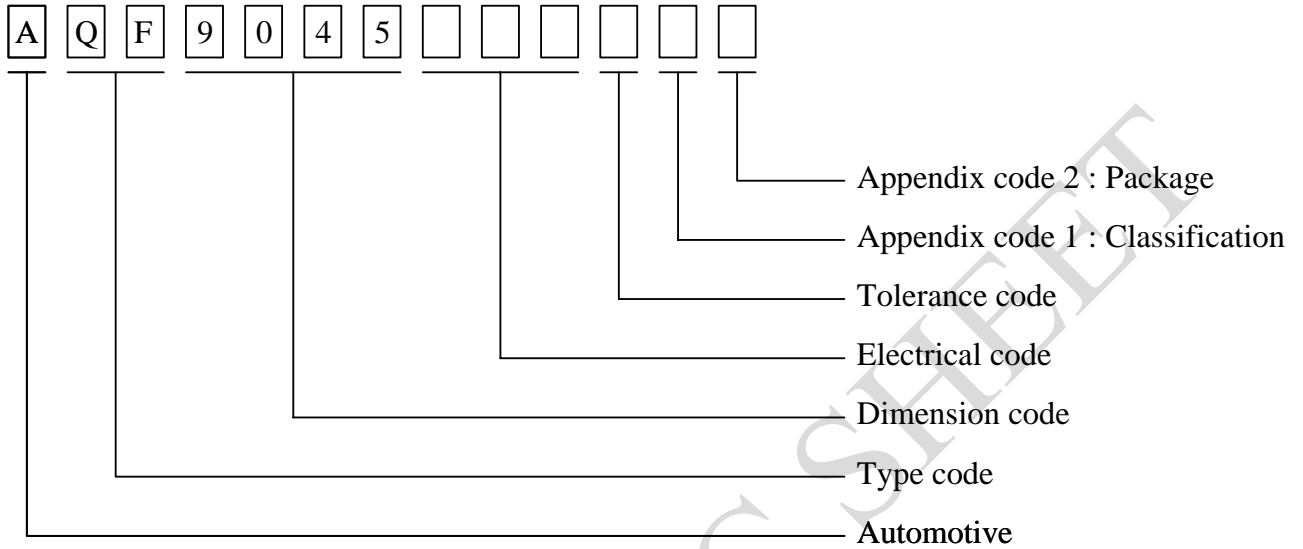 A Q F 9 0 4 5
Appendix code 2 : Package
Appendix code 1 : Classification
Tolerance code
Electrical code
Dimension code
Type code
Automotive
SHEET